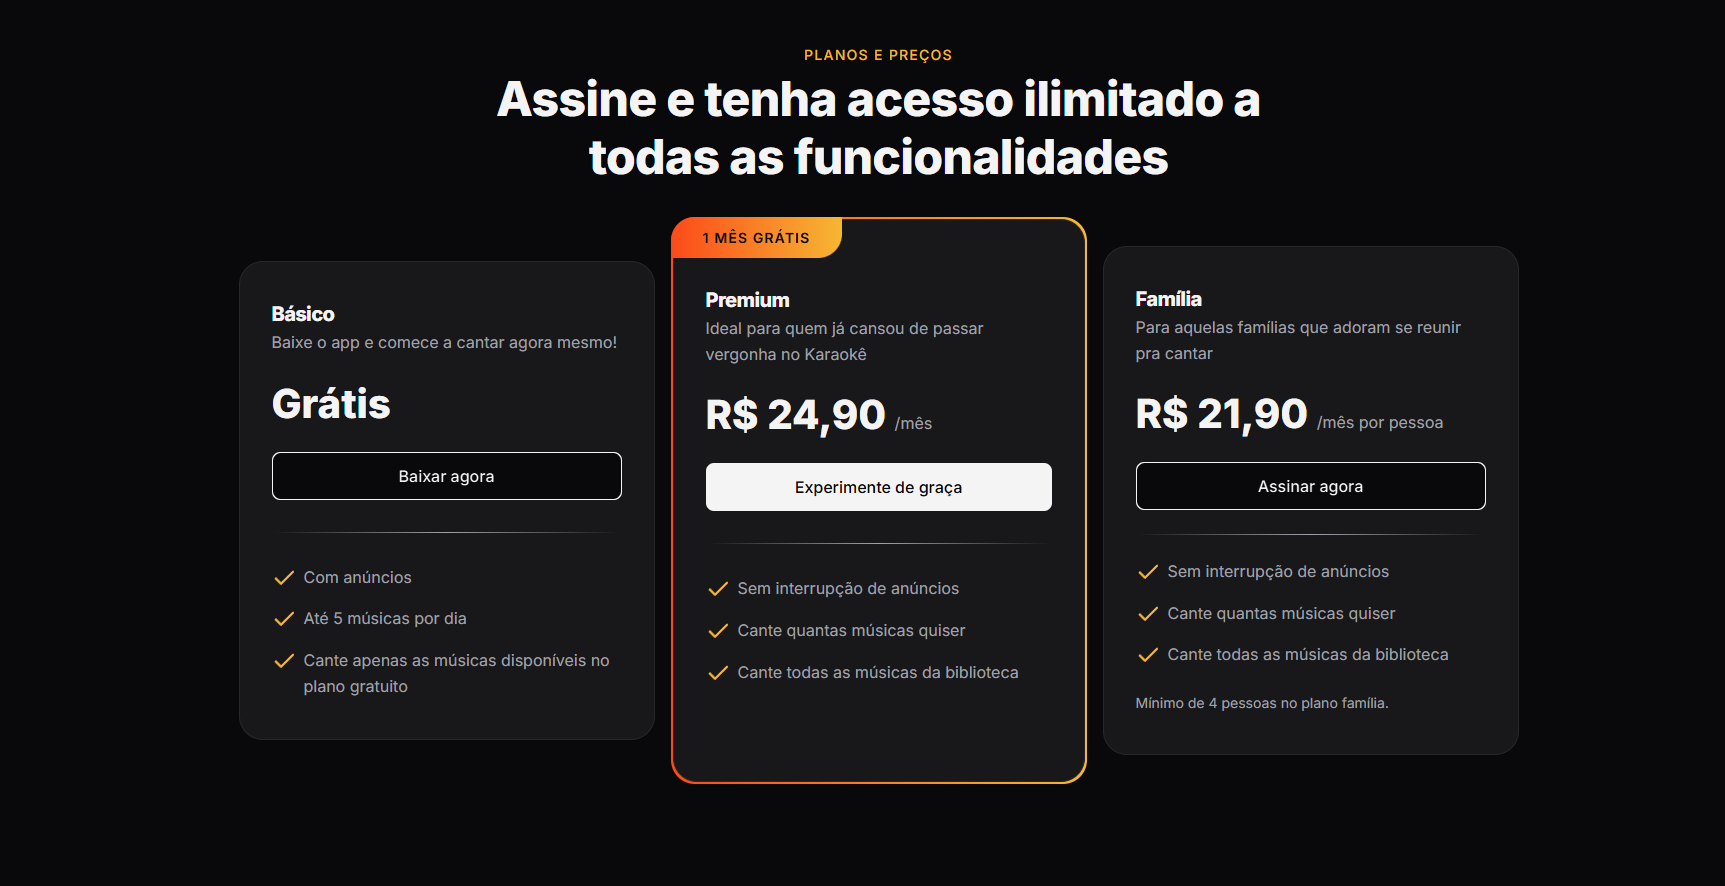 PLANOS E PREÇOS
Assine e tenha acesso ilimitado a
todas as funcionalidades
Básico
Baixe o app e comece a cantar agora mesmo!
Grátis
Baixar agora
Com anúncios
Até 5 músicas por dia
Cante apenas as músicas disponíveis no
plano gratuito
1 MÊS GRÁTIS
Premium
Ideal para quem já cansou de passar
vergonha no Karaokê
R$ 24,90 /mês
Experimente de graça
Sem interrupção de anúncios
Cante quantas músicas quiser
Cante todas as músicas da biblioteca
Família
Para aquelas famílias que adoram se reunir
pra cantar
R$ 21,90 /mês por pessoa
Assinar agora
Sem interrupção de anúncios
Cante quantas músicas quiser
Cante todas as músicas da biblioteca
Mínimo de 4 pessoas no plano família.